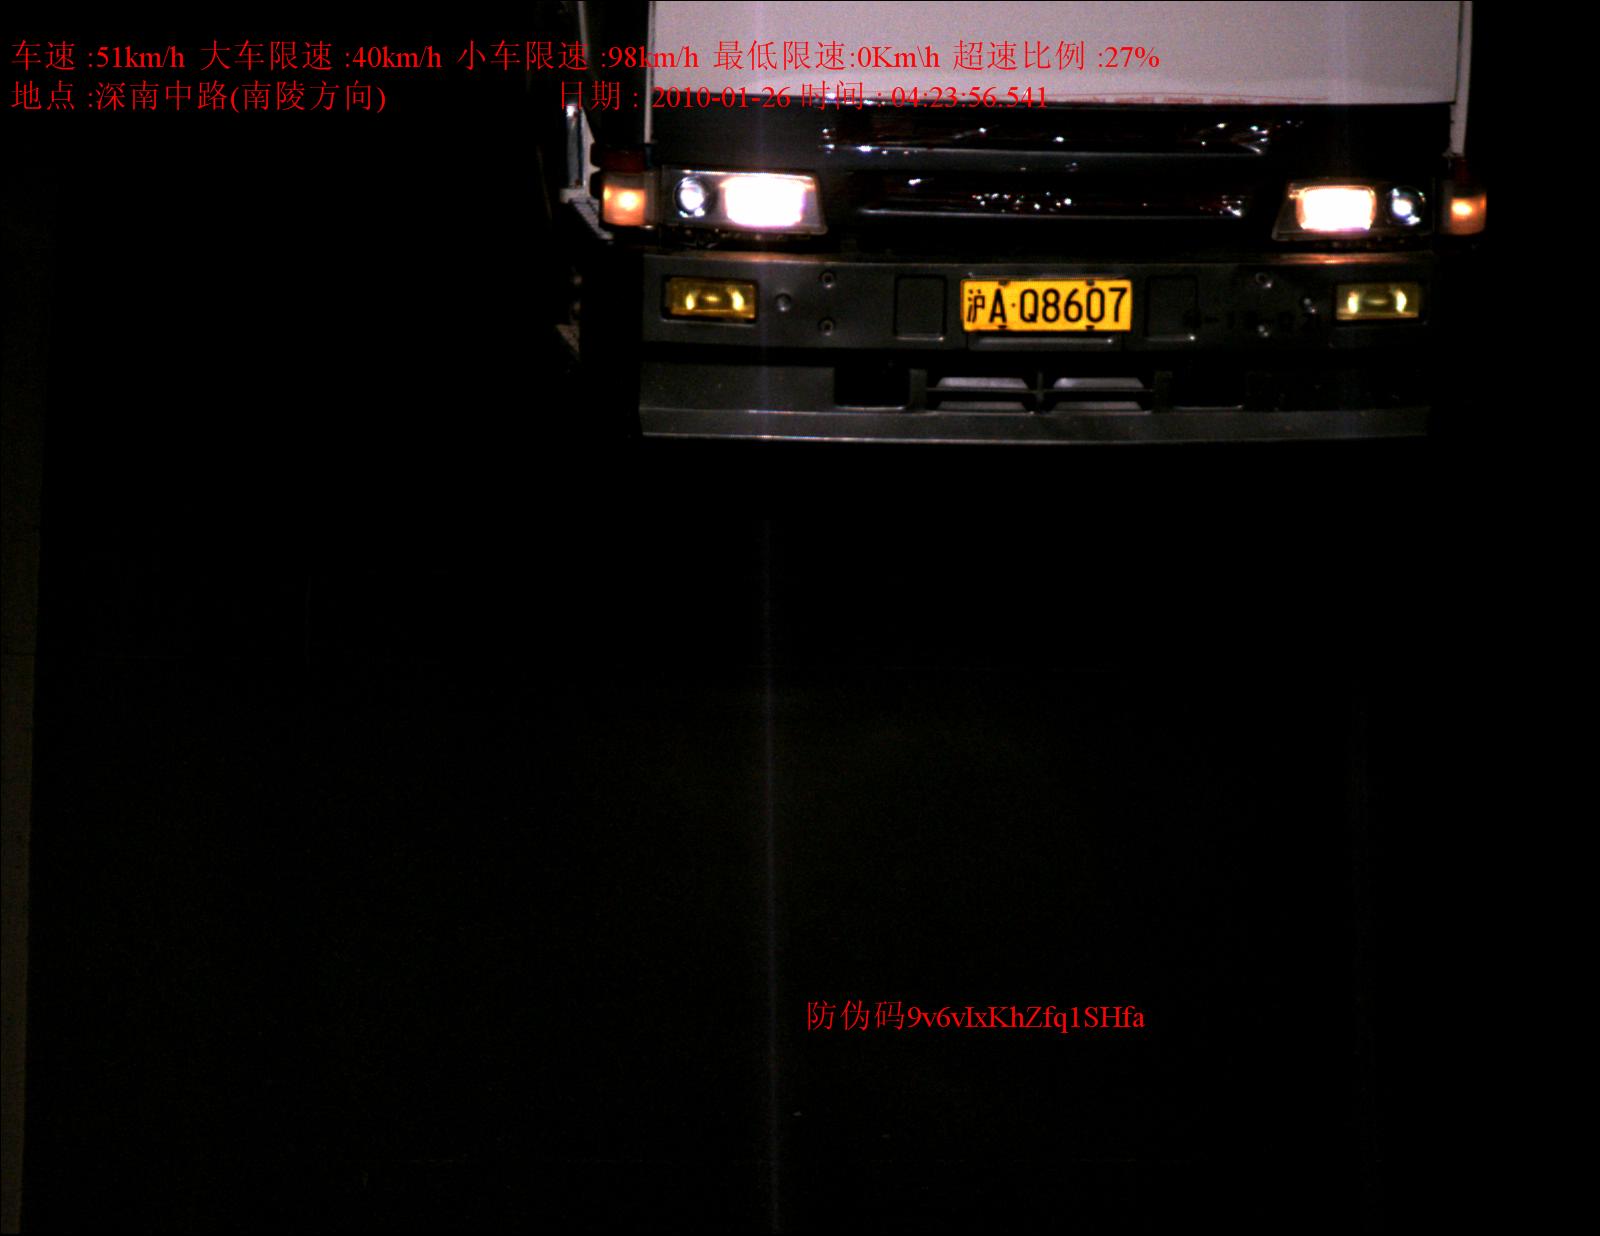 车速 :51km/h 大车限速 :40km/h 小车限速 :98km/h 最低限速:0Km\h 超速比例 :27%
地点 :深南中路(南陵方向) 日期 : 2010-01-26 时间 : 04:23:56.541
沪A·Q8607
防伪码9v6vIxKhZfq1SHfa